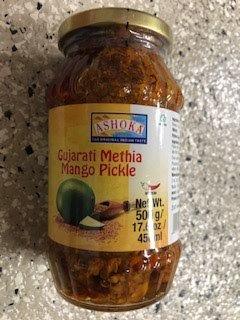 ASHOKA
THE ORIGINAL INDIAN TASTE
Gujarati Methia
Mango Pickle
Net Wt.
500g/
17.6oz /
450ml